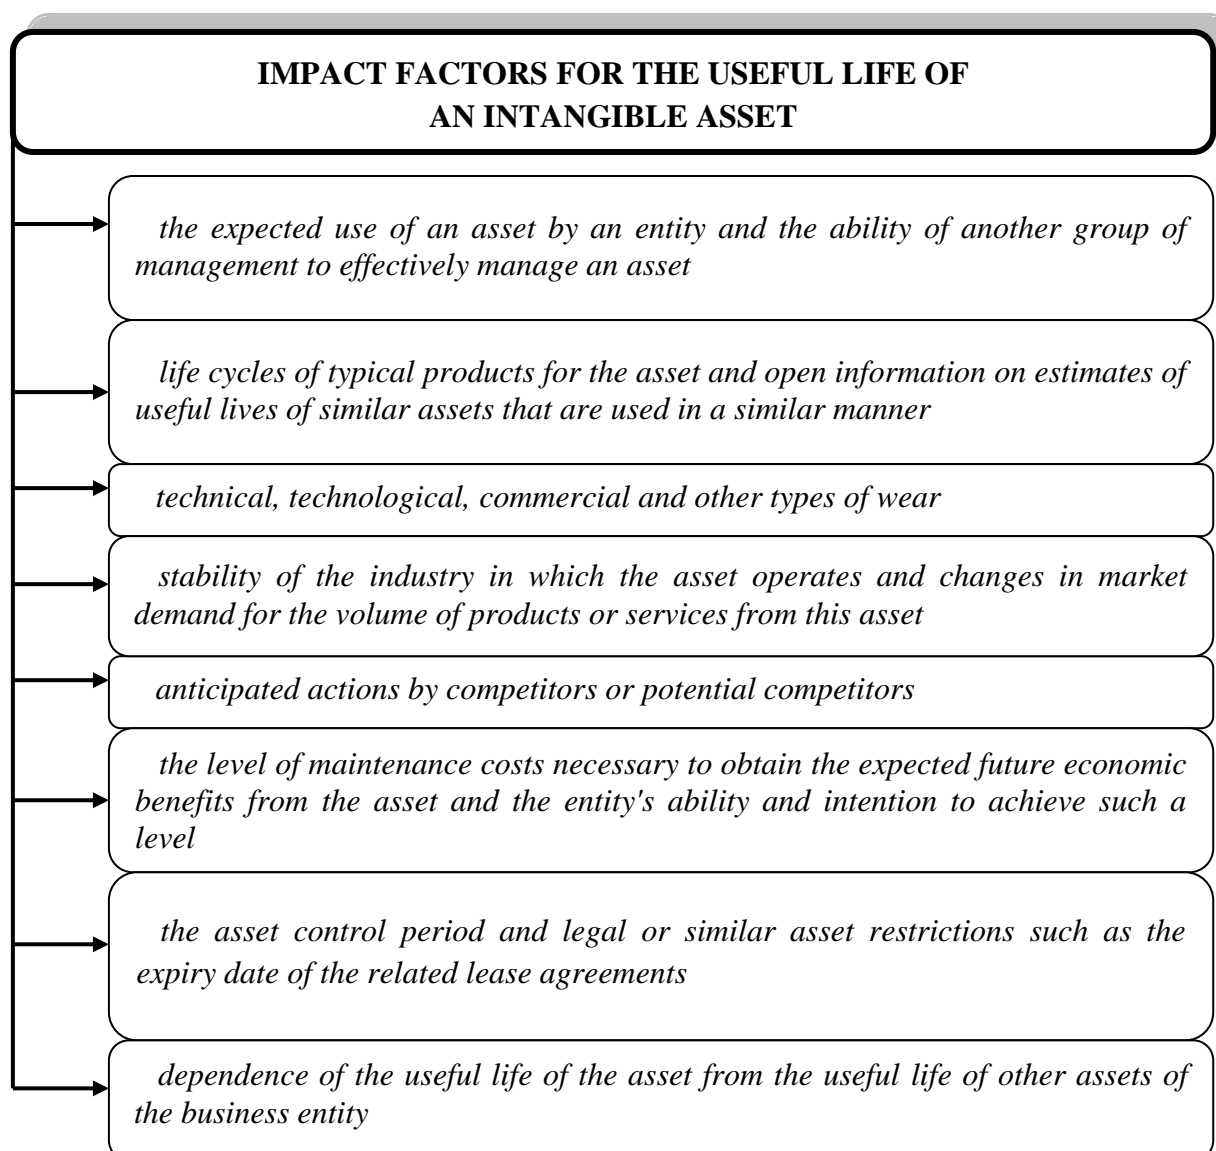 IMPACT FACTORS FOR THE USEFUL LIFE OF
AN INTANGIBLE ASSET
the expected use of an asset by an entity and the ability of another group of
management to effectively manage an asset
life cycles of typical products for the asset and open information on estimates of
useful lives of similar assets that are used in a similar manner
technical, technological, commercial and other types of wear
stability of the industry in which the asset operates and changes in market
demand for the volume of products or services from this asset
anticipated actions by competitors or potential competitors
the level of maintenance costs necessary to obtain the expected future economic
benefits from the asset and the entity's ability and intention to achieve such a
level
the asset control period and legal or similar asset restrictions such as the
expiry date of the related lease agreements
dependence of the useful life of the asset from the useful life of other assets of
the business entity